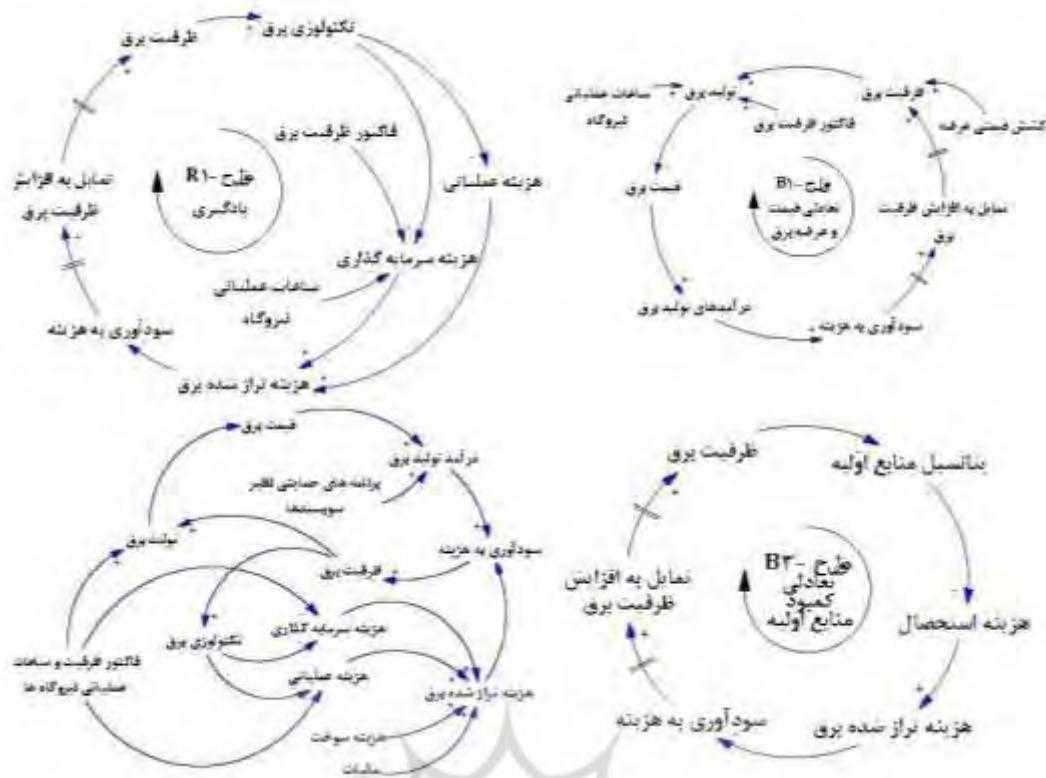 تکنولوژی برق
ظرفیت برق
فاکتور ظرفیت برق
هزینه عملیاتی
تمایل به افزایش
ظرفیت برق
R۱-
یادگیری
هزینه سرمایه گذاری
ساعات عملیاتی
نیروگاه
سودآوری به هزینه
هزینه تراز شده برق
ساعات عملیاتی
نیروگاه
تولید برق
ظرفیت برق
فاکتور ظرفیت برق
کشش قیمتی عرضه
قیمت برق
B۱-
تعادلی قیمت
و عرضه برق
تمایل به افزایش ظرفیت
برق
درآمدهای تولید برق
سودآوری به هزینه
قیمت برق
درآمد تولید برق
برنامه های حمایتی نظیر
سوبسیدها
تولید برق
سودآوری به هزینه
ظرفیت برق
هزینه سرمایه گذاری
تکنولوژی برق
فاکتور ظرفیت و ساعات
عملیاتی نیروگاه ها
هزینه عملیاتی
هزینه تراز شده برق
هزینه سوخت
مالیات
ظرفیت برق
پتانسیل منابع اولیه
تمایل به افزایش
ظرفیت برق
B۳-
تعادلی
کمبود
منابع اولیه
هزینه استحصال
سودآوری به هزینه
هزینه تراز شده برق